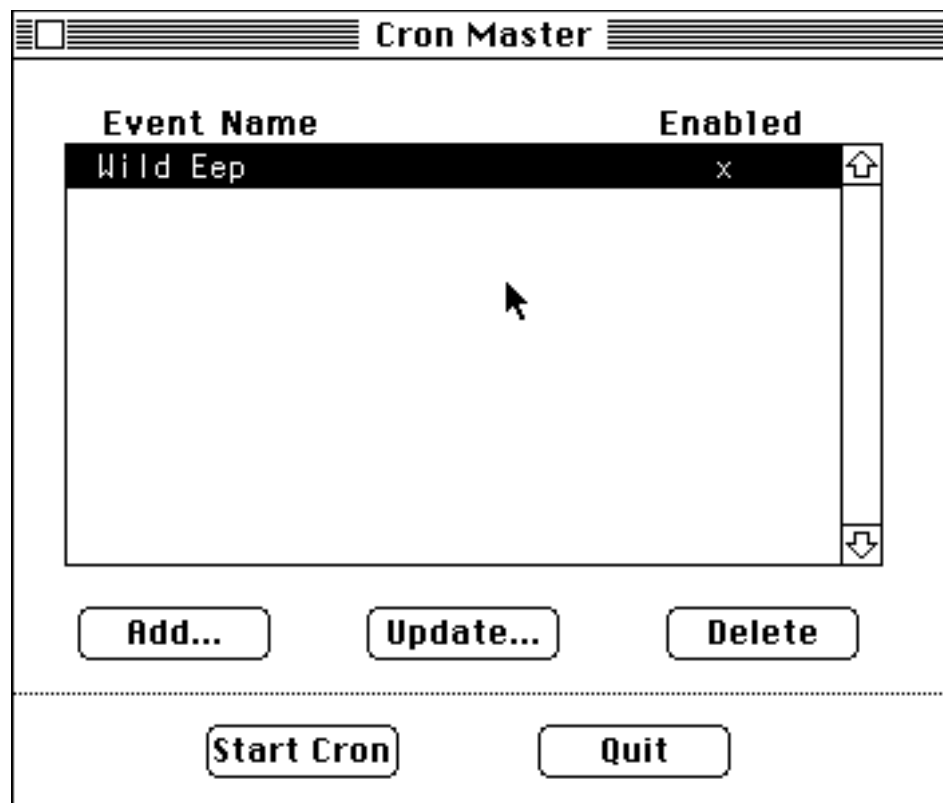 Cron Master
Event Name Enabled
Wild Eep x
Add... Update... Delete
Start Cron Quit